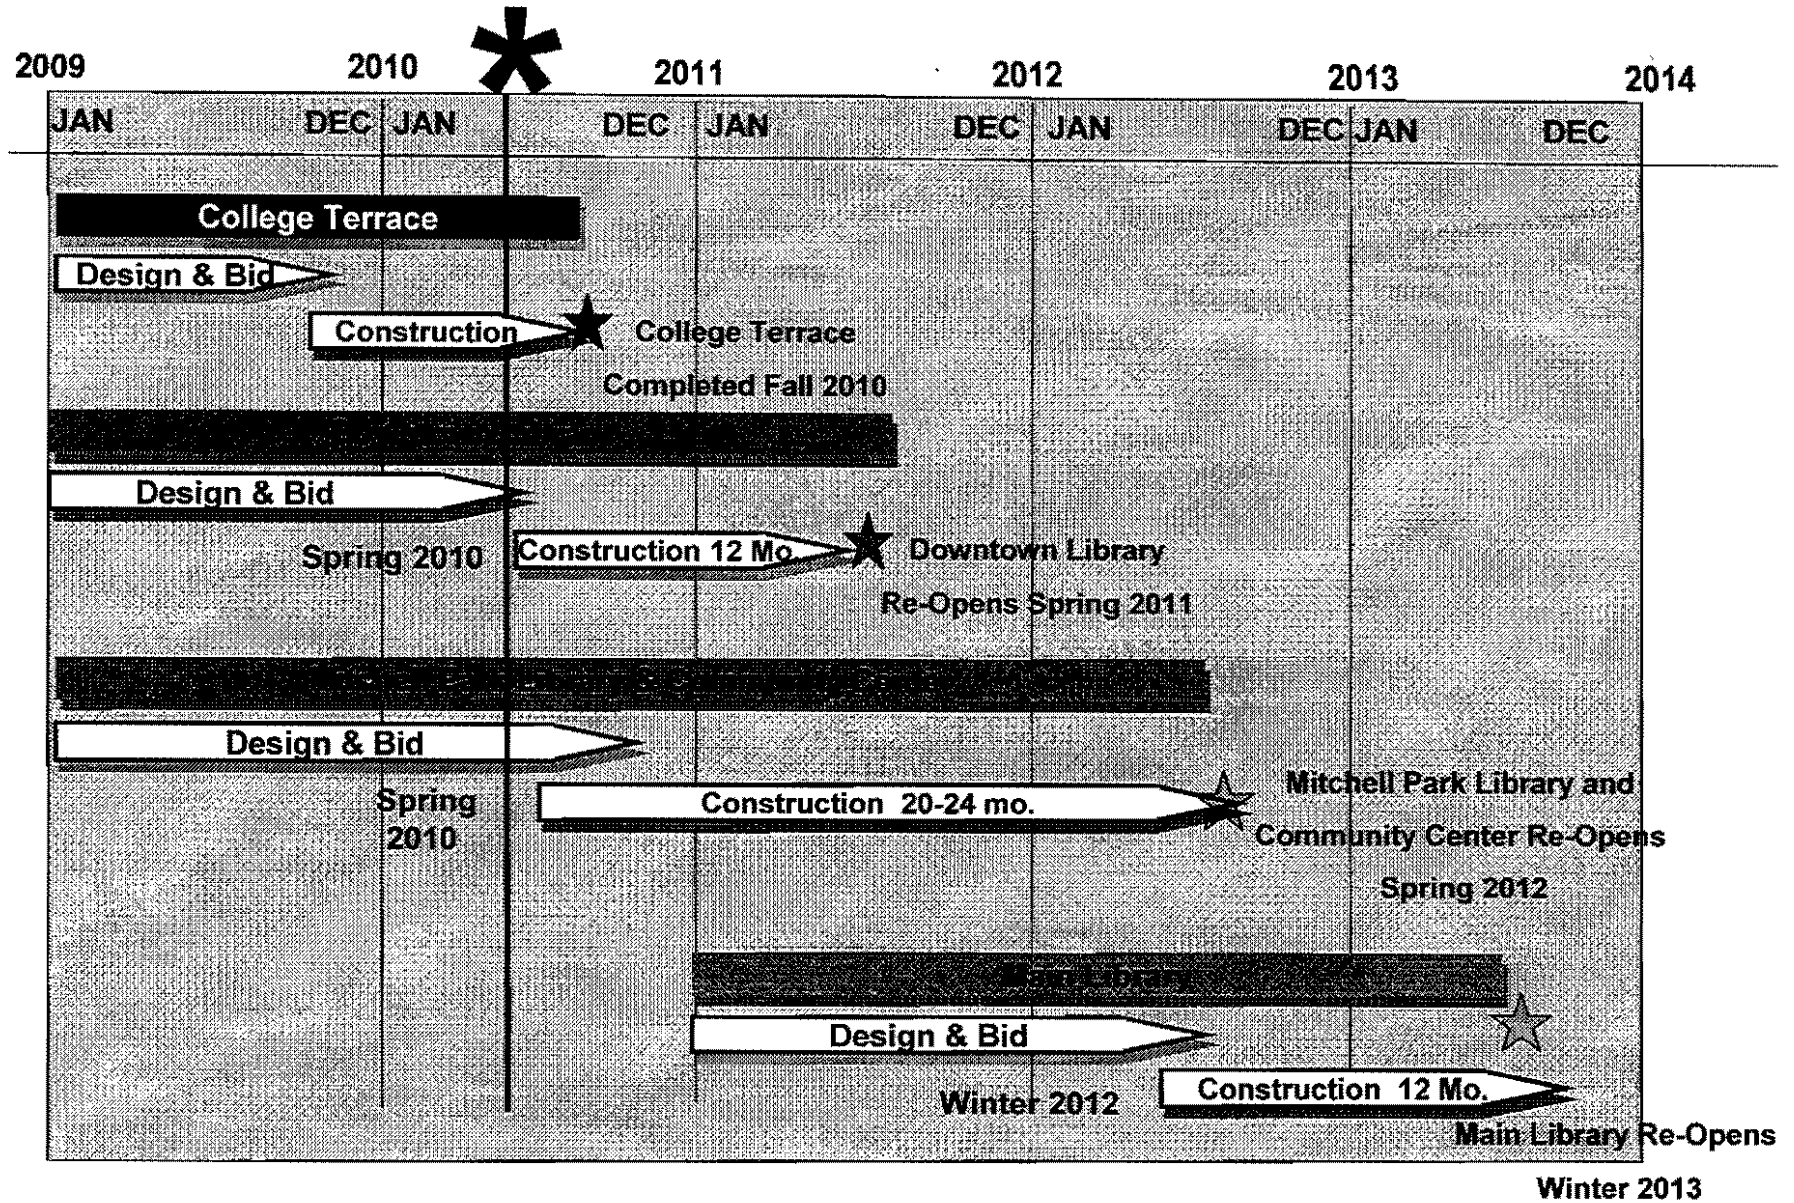 2009 2010 2011 2012 2013 2014
JAN DEC JAN DEC JAN DEC JAN DEC JAN DEC
College Terrace
Design & Bid
Construction
College Terrace
Completed Fall 2010
Design & Bid
Spring 2010
Construction 12 Mo.
Downtown Library
Re-Opens Spring 2011
Design & Bid
Spring
2010
Construction 20-24 mo.
Mitchell Park Library and
Community Center Re-Opens
Spring 2012
Main Library
Design & Bid
Winter 2012
Construction 12 Mo.
Main Library Re-Opens
Winter 2013